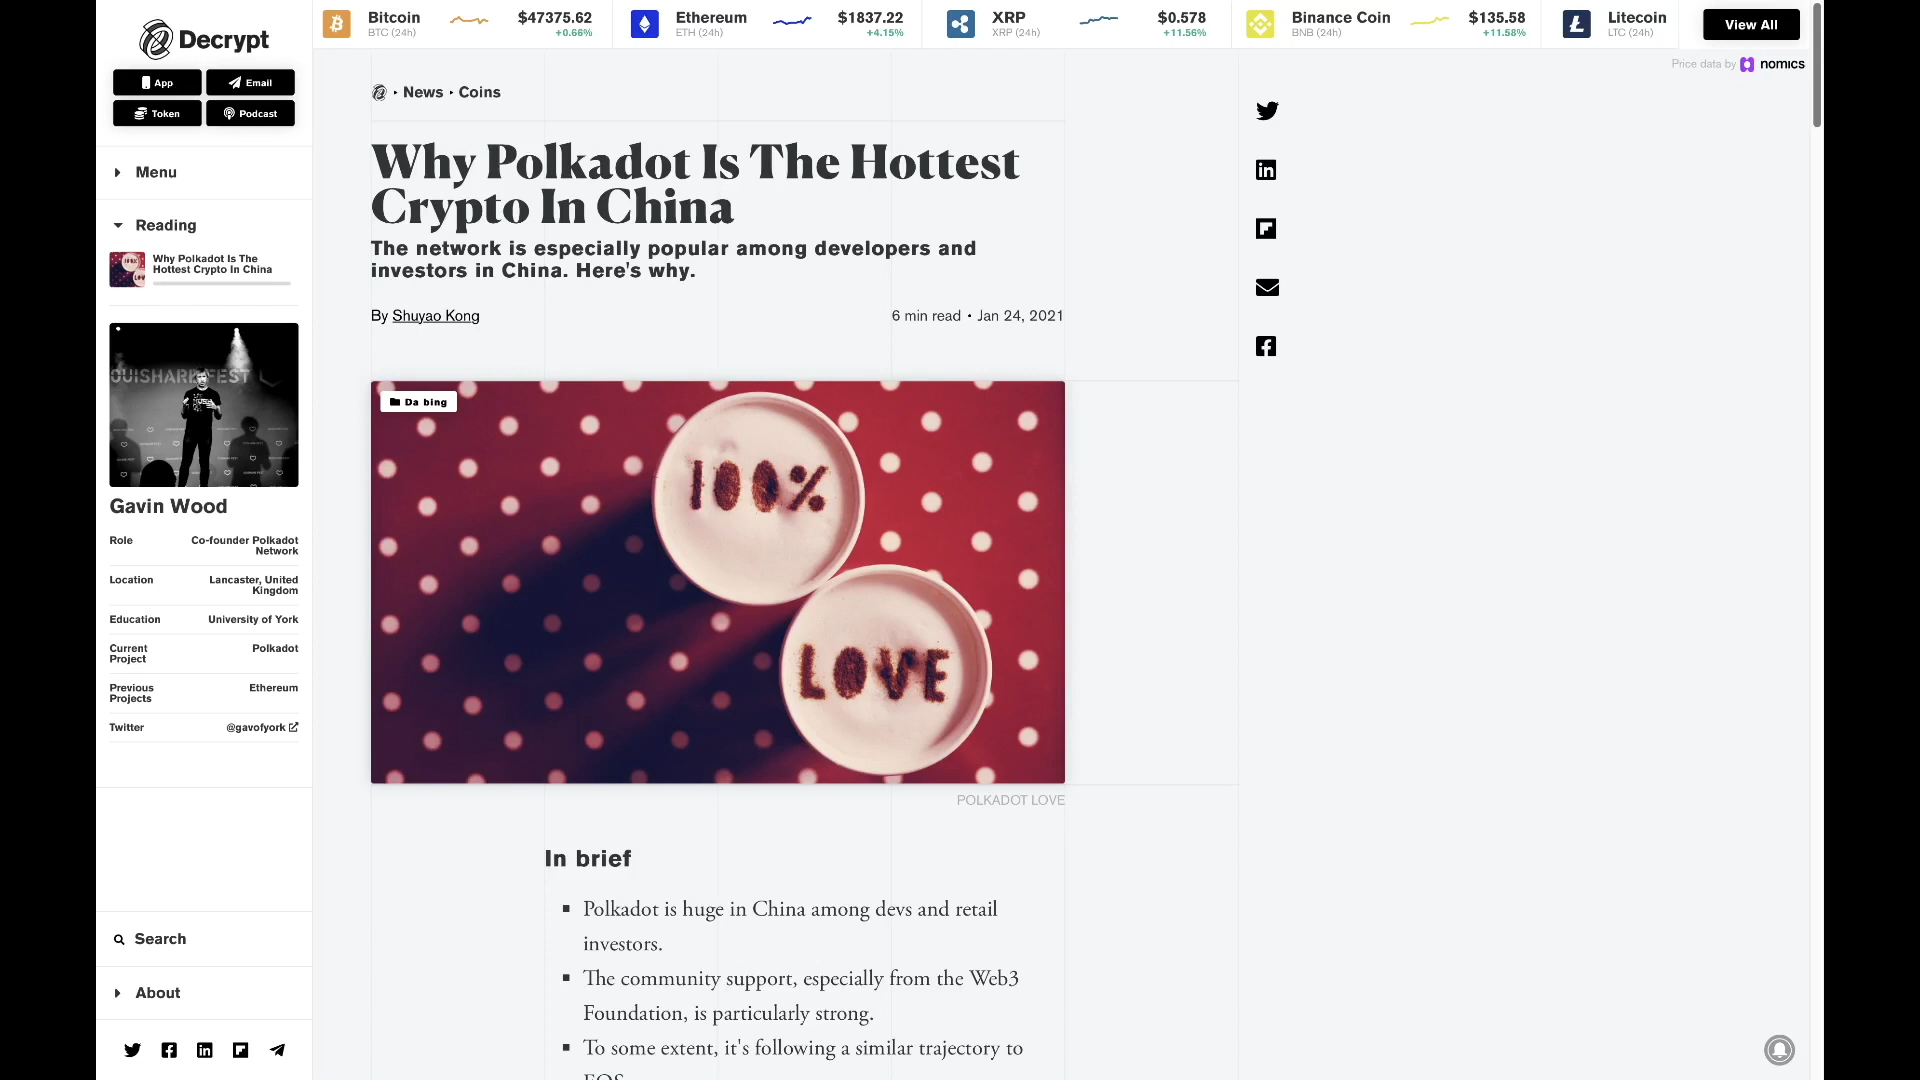 Decrypt
App
Email
Token
Podcast
Menu
Reading
Why Polkadot Is The
Hottest Crypto In China
OUISHARE FEST
Gavin Wood
Role Co-founder Polkadot
Network
Location Lancaster, United
Kingdom
Education University of York
Current Polkadot
Project
Previous Ethereum
Projects
Twitter @gavofyork
Search
About
Bitcoin $47375.62
BTC (24h) +0.66%
Ethereum $1837.22
ETH (24h) +4.15%
XRP $0.578
XRP (24h) +11.56%
Binance Coin $135.58
BNB (24h) +11.58%
Litecoin
LTC (24h)
View All
Price data by nomics
• News • Coins
Why Polkadot Is The Hottest
Crypto In China
The network is especially popular among developers and
investors in China. Here's why.
By Shuyao Kong 6 min read • Jan 24, 2021
Da bing
100%
LOVE
POLKADOT LOVE
In brief
Polkadot is huge in China among devs and retail
investors.
The community support, especially from the Web3
Foundation, is particularly strong.
To some extent, it's following a similar trajectory to
EOS